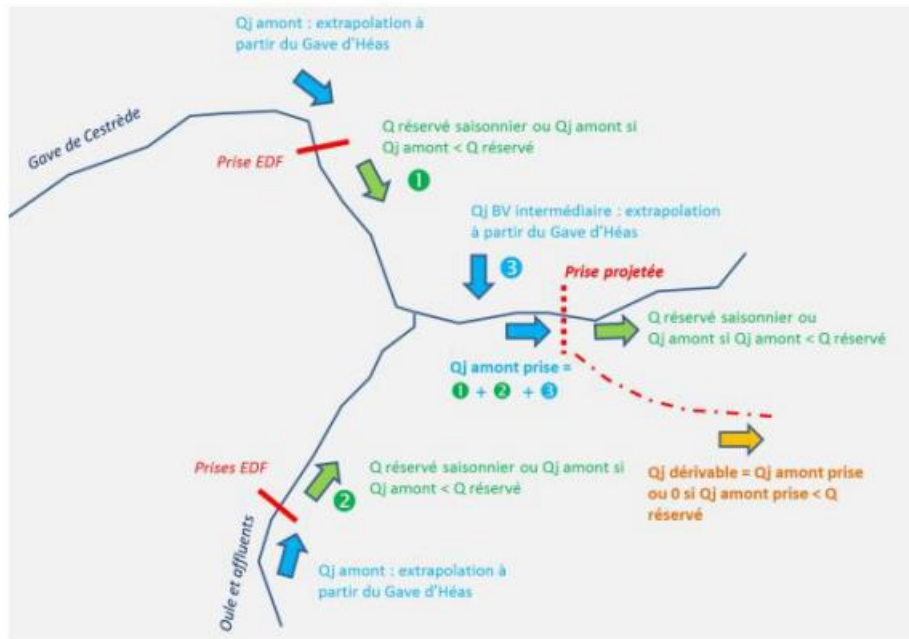 Qj amont : extrapolation à
partir du Gave d'Héas
Gave de Cestrède
Prise EDF
Q réservé saisonnier ou Qj amont si
Qj amont < Q réservé
1
Qj BV intermédiaire : extrapolation
à partir du Gave d'Héas
3
Prise projetée
Q réservé saisonnier ou
Qj amont si Qj amont < Q réservé
Qj amont prise =
1 + 2 + 3
Prises EDF
Q réservé saisonnier ou Qj amont si
Qj amont < Q réservé
2
Qj dérivable = Qj amont prise
ou 0 si Qj amont prise < Q
réservé
Oule et affluents
Qj amont : extrapolation à
partir du Gave d'Héas